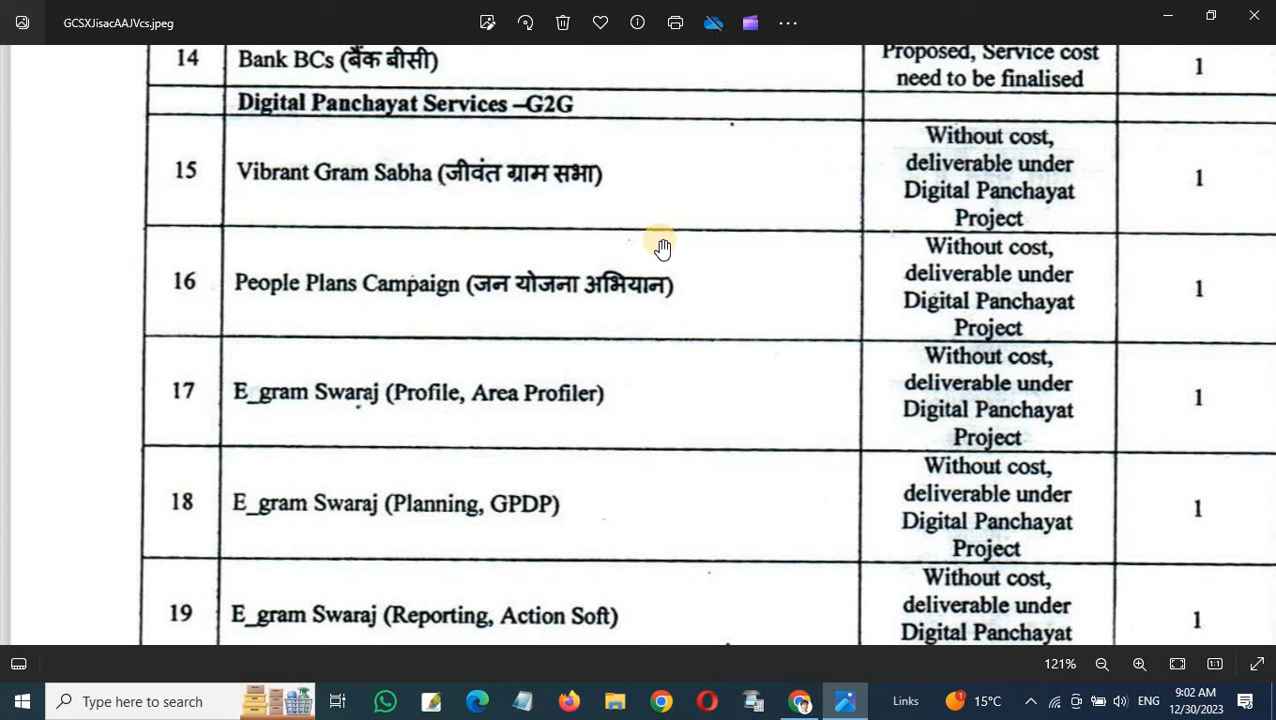 GCSXJisacAAJVcs.jpeg
14 Bank BCs (बैंक बीसी) Proposed, Service cost need to be finalised 1
Digital Panchayat Services –G2G
15 Vibrant Gram Sabha (जीवंत ग्राम सभा) Without cost, deliverable under Digital Panchayat Project 1
16 People Plans Campaign (जन योजना अभियान) Without cost, deliverable under Digital Panchayat Project 1
17 E_gram Swaraj (Profile, Area Profiler) Without cost, deliverable under Digital Panchayat Project 1
18 E_gram Swaraj (Planning, GPDP) Without cost, deliverable under Digital Panchayat Project 1
19 E_gram Swaraj (Reporting, Action Soft) Without cost, deliverable under Digital Panchayat 1
121%
Type here to search
Links
15°C
ENG
9:02 AM
12/30/2023